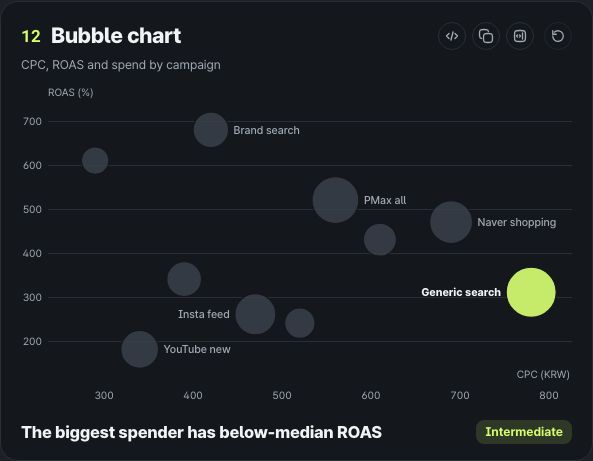 12 Bubble chart
CPC, ROAS and spend by campaign
ROAS (%)
700
Brand search
600
PMax all
500
Naver shopping
400
Generic search
300
Insta feed
200
YouTube new
CPC (KRW)
300 400 500 600 700 800
The biggest spender has below-median ROAS
Intermediate